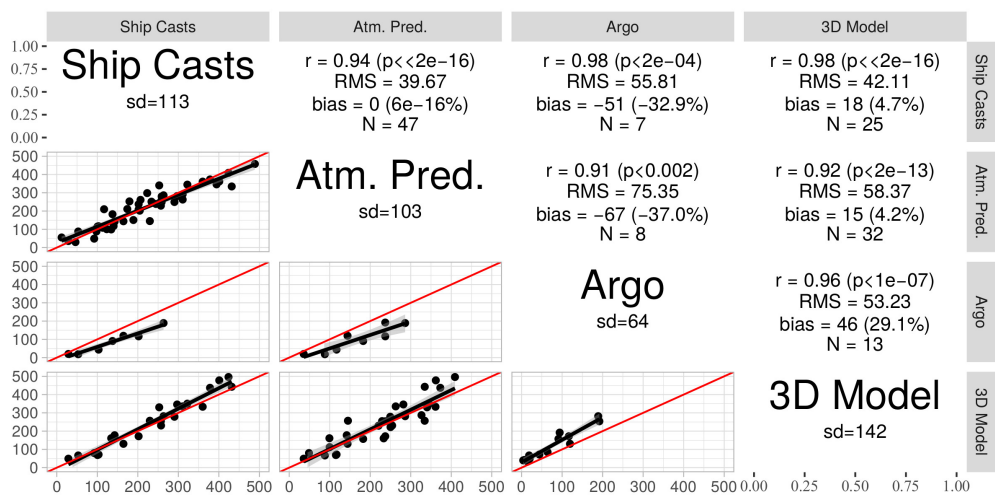 Ship Casts Atm. Pred. Argo 3D Model
1.00
0.75
0.50
0.25
0.00
Ship Casts
sd=113
r = 0.94 (p<<2e−16)
RMS = 39.67
bias = 0 (6e−16%)
N = 47
r = 0.98 (p<2e−04)
RMS = 55.81
bias = −51 (−32.9%)
N = 7
r = 0.98 (p<<2e−16)
RMS = 42.11
bias = 18 (4.7%)
N = 25
Ship Casts
500
400
300
200
100
0
Atm. Pred.
sd=103
r = 0.91 (p<0.002)
RMS = 75.35
bias = −67 (−37.0%)
N = 8
r = 0.92 (p<2e−13)
RMS = 58.37
bias = 15 (4.2%)
N = 32
Atm. Pred.
500
400
300
200
100
0
Argo
sd=64
r = 0.96 (p<1e−07)
RMS = 53.23
bias = 46 (29.1%)
N = 13
Argo
500
400
300
200
100
0
3D Model
sd=142
3D Model
0 100 200 300 400 500 0 100 200 300 400 500 0 100 200 300 400 500 0.00 0.25 0.50 0.75 1.00